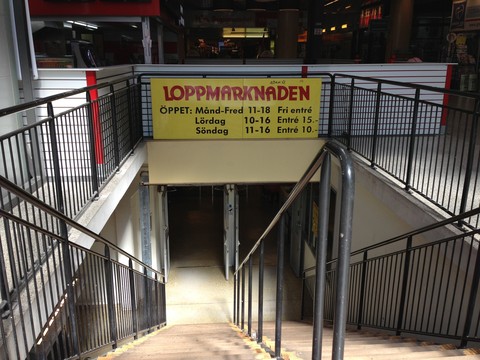 LOPPMARKNADEN
ÖPPET: Månd-Fred 11-18 Fri entré
Lördag 10-16 Entré 15.-
Söndag 11-16 Entré 10.-